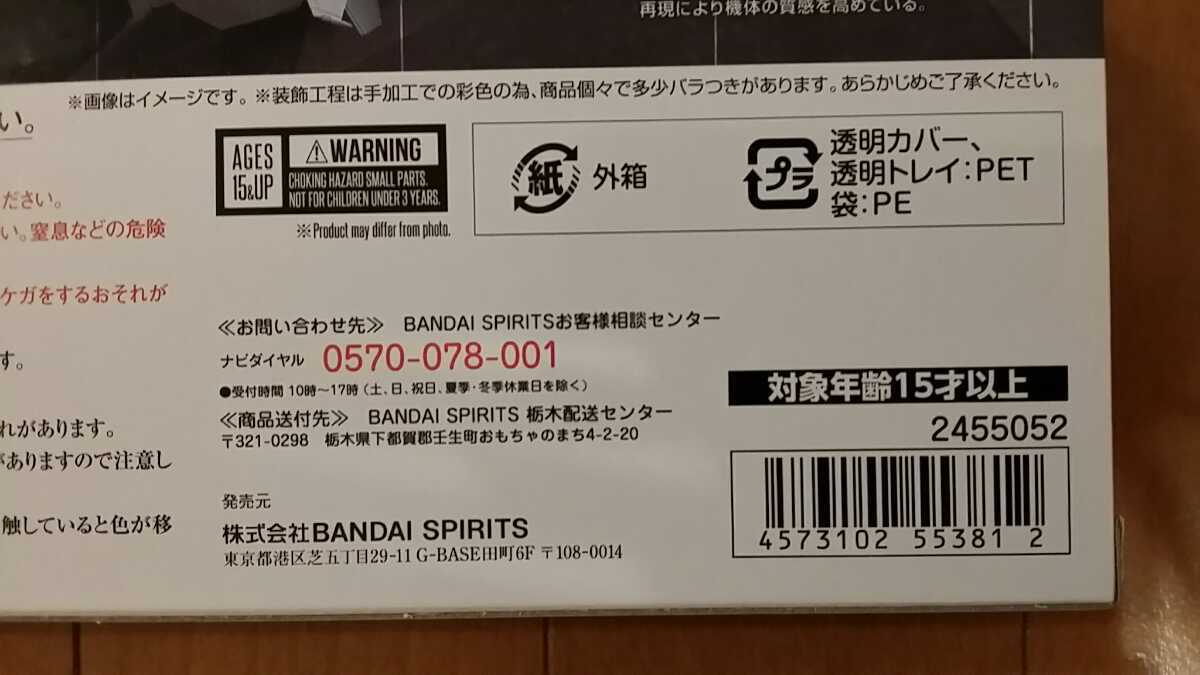 再現により機体の質感を高めている。
※画像はイメージです。※装飾工程は手加工での彩色の為、商品個々で多少バラつきがあります。あらかじめご了承ください。
い。
AGES
15&UP
⚠WARNING
CHOKING HAZARD SMALL PARTS.
NOT FOR CHILDREN UNDER 3 YEARS.
※Product may differ from photo.
紙 外箱
プラ
透明カバー、
透明トレイ:PET
袋:PE
ださい。
い。窒息などの危険
ケガをするおそれが
す。
れがあります。
がありますので注意し
触していると色が移
≪お問い合わせ先≫ BANDAI SPIRITSお客様相談センター
ナビダイヤル 0570-078-001
●受付時間 10時～17時(土、日、祝日、夏季・冬季休業日を除く)
≪商品送付先≫ BANDAI SPIRITS 栃木配送センター
〒321-0298 栃木県下都賀郡壬生町おもちゃのまち4-2-20
発売元
株式会社BANDAI SPIRITS
東京都港区芝五丁目29-11 G-BASE田町6F 〒108-0014
対象年齢15才以上
2455052
4573102 55381 2